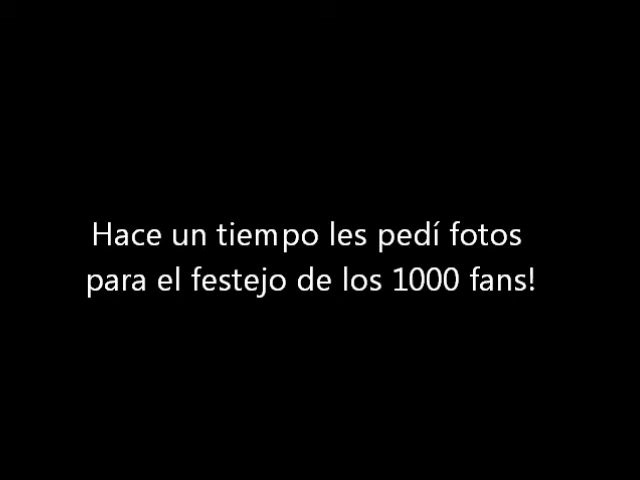 Hace un tiempo les pedí fotos
para el festejo de los 1000 fans!